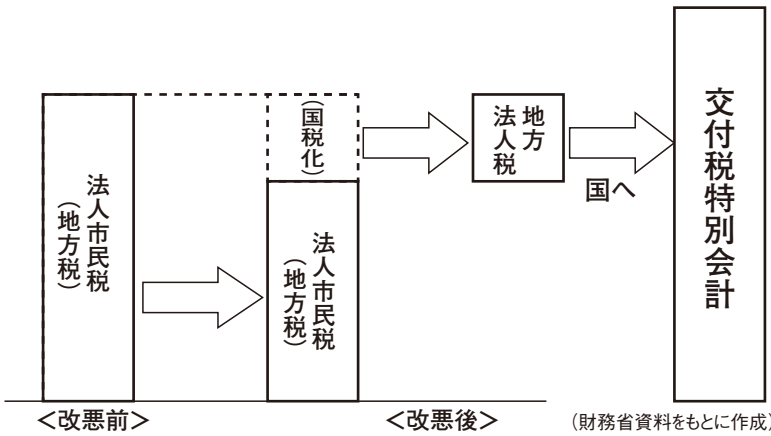 法人市民税
（地方税）
（国税化）
法人市民税
（地方税）
地方
法人税
国へ
交付税特別会計
＜改悪前＞
＜改悪後＞
（財務省資料をもとに作成）